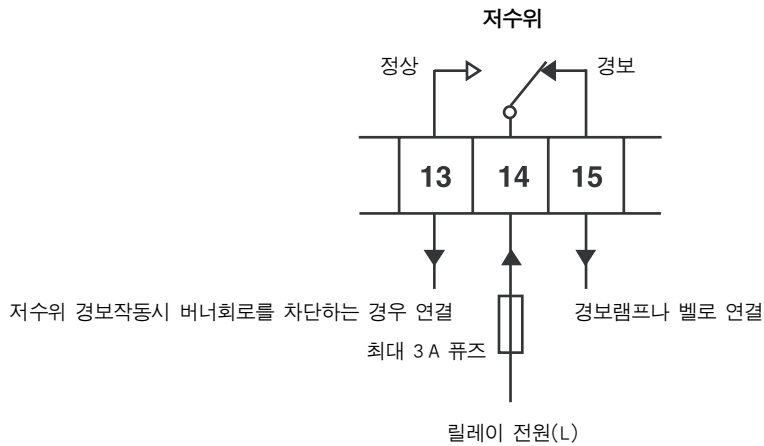 저수위
정상
경보
13
14
15
저수위 경보작동시 버너회로를 차단하는 경우 연결
경보램프나 벨로 연결
최대 3 A 퓨즈
릴레이 전원(L)